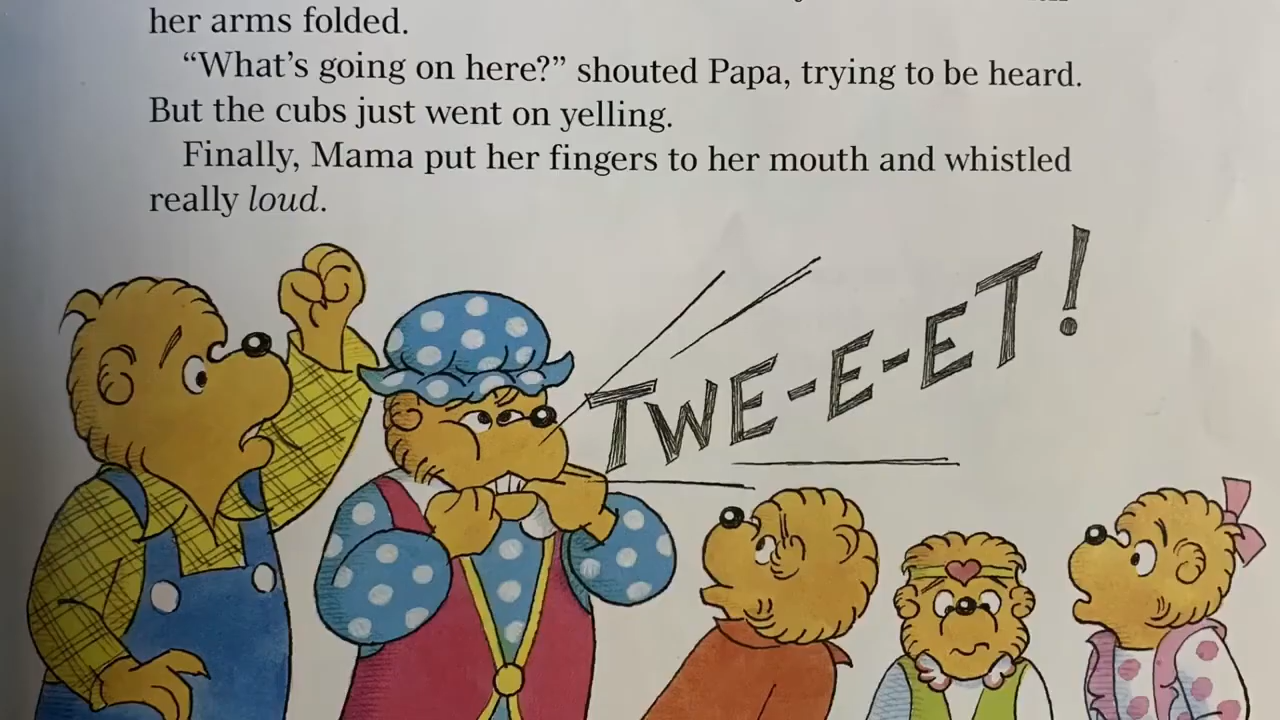 her arms folded.
“What’s going on here?” shouted Papa, trying to be heard.
But the cubs just went on yelling.
Finally, Mama put her fingers to her mouth and whistled
really loud.
TWE-E-ET!